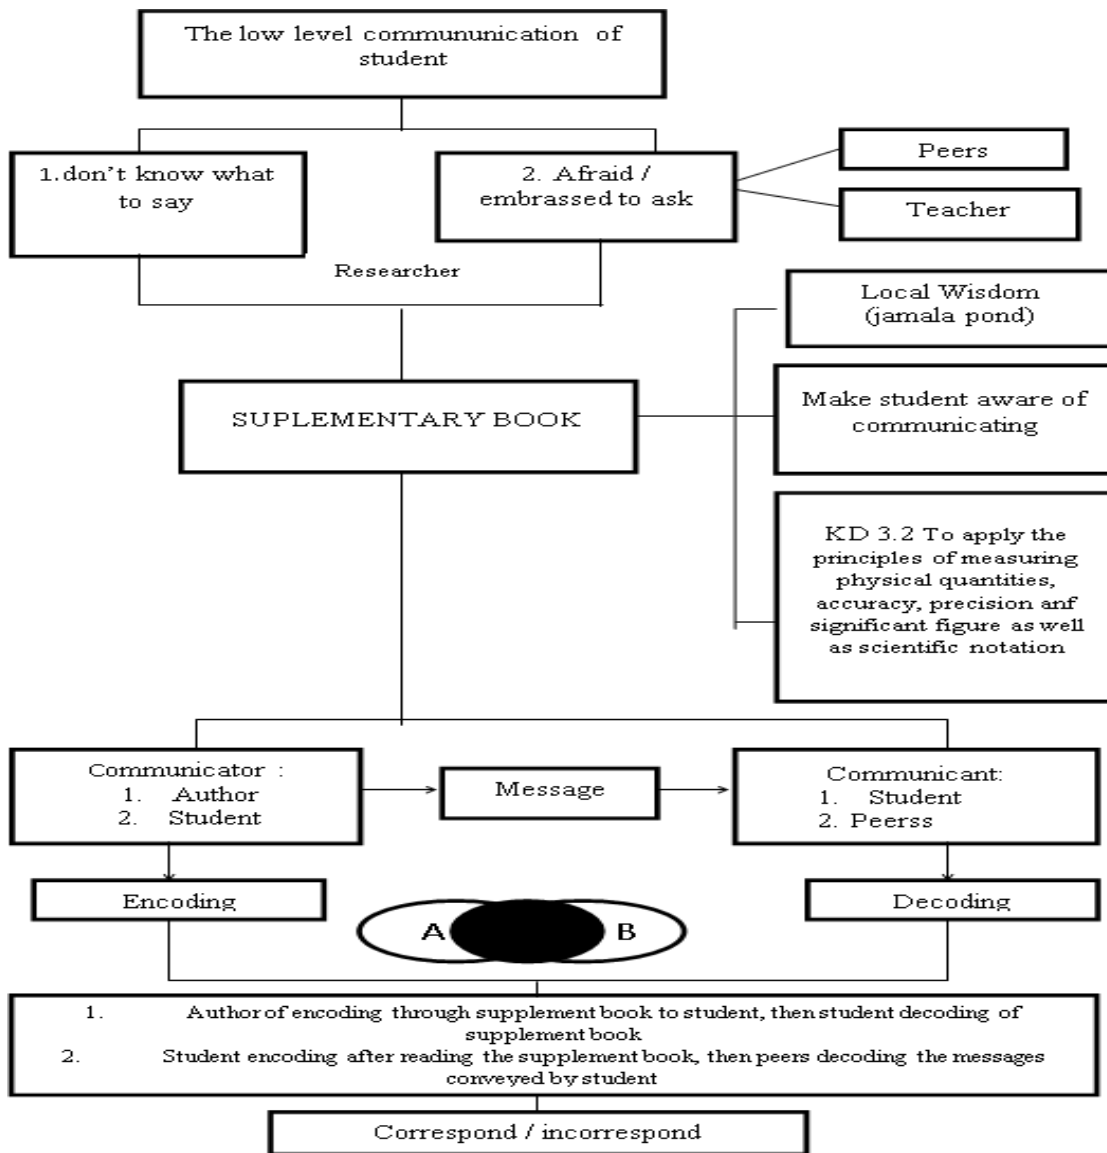 The low level commununication of
student
1.don't know what
to say
2. Afraid /
embrassed to ask
Peers
Teacher
Researcher
Local Wisdom
(jamala pond)
SUPLEMENTARY BOOK
Make student aware of
communicating
KD 3.2 To apply the
principles of measuring
physical quantities,
accuracy, precision anf
significant figure as well
as scientific notation
Communicator :
1. Author
2. Student
Message
Communicant:
1. Student
2. Peerss
Encoding
Decoding
A
B
1. Author of encoding through supplement book to student, then student decoding of
supplement book
2. Student encoding after reading the supplement book, then peers decoding the messages
conveyed by student
Correspond / incorrespond